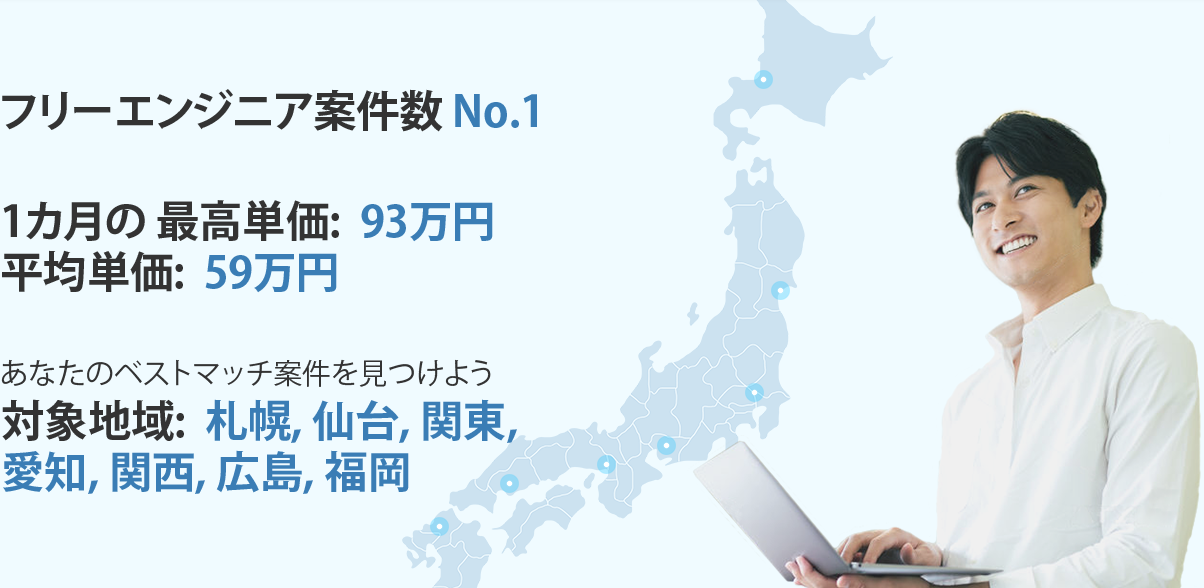 フリーエンジニア案件数 No.1
1カ月の 最高単価: 93万円
平均単価: 59万円
あなたのベストマッチ案件を見つけよう
対象地域: 札幌, 仙台, 関東,
愛知, 関西, 広島, 福岡